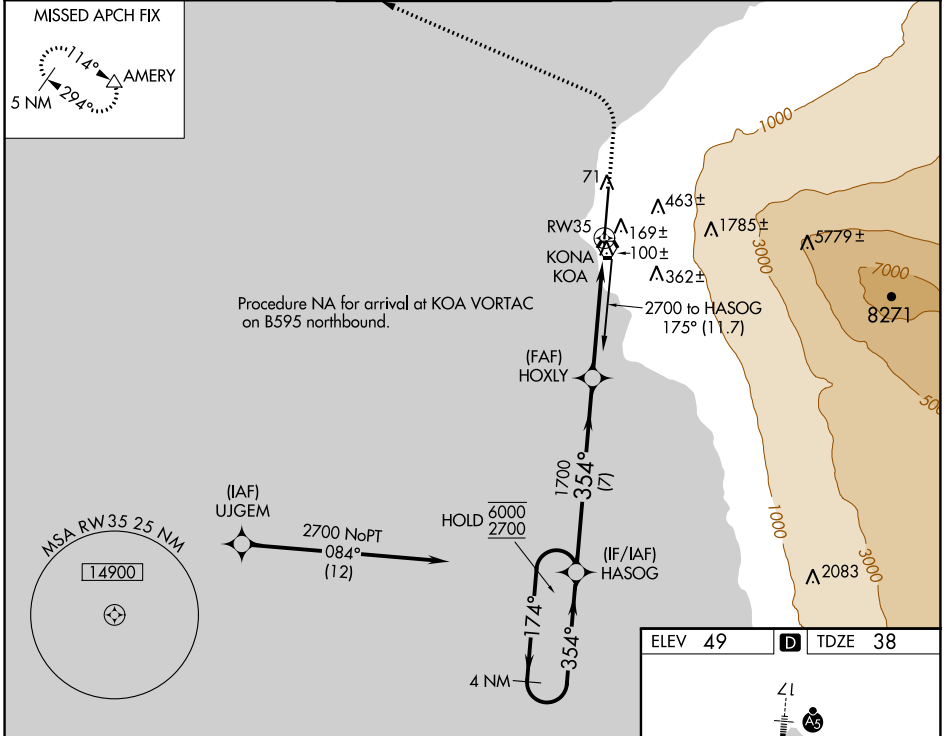 MISSED APCH FIX
114°
AMERY
5 NM
294°
1000
71
463±
RW35
169±
1785±
5779±
KONA
KOA
100±
3000
362±
7000
8271
Procedure NA for arrival at KOA VORTAC
on B595 northbound.
2700 to HASOG
175° (11.7)
(FAF)
HOXLY
500
1700
354°
(7)
(IAF)
UJGEM
2700 NoPT
084°
(12)
HOLD
6000
2700
(IF/IAF)
HASOG
1000
3000
2083
MSA RW35 25 NM
14900
174°
354°
4 NM
ELEV 49
D
TDZE 38
17
A5